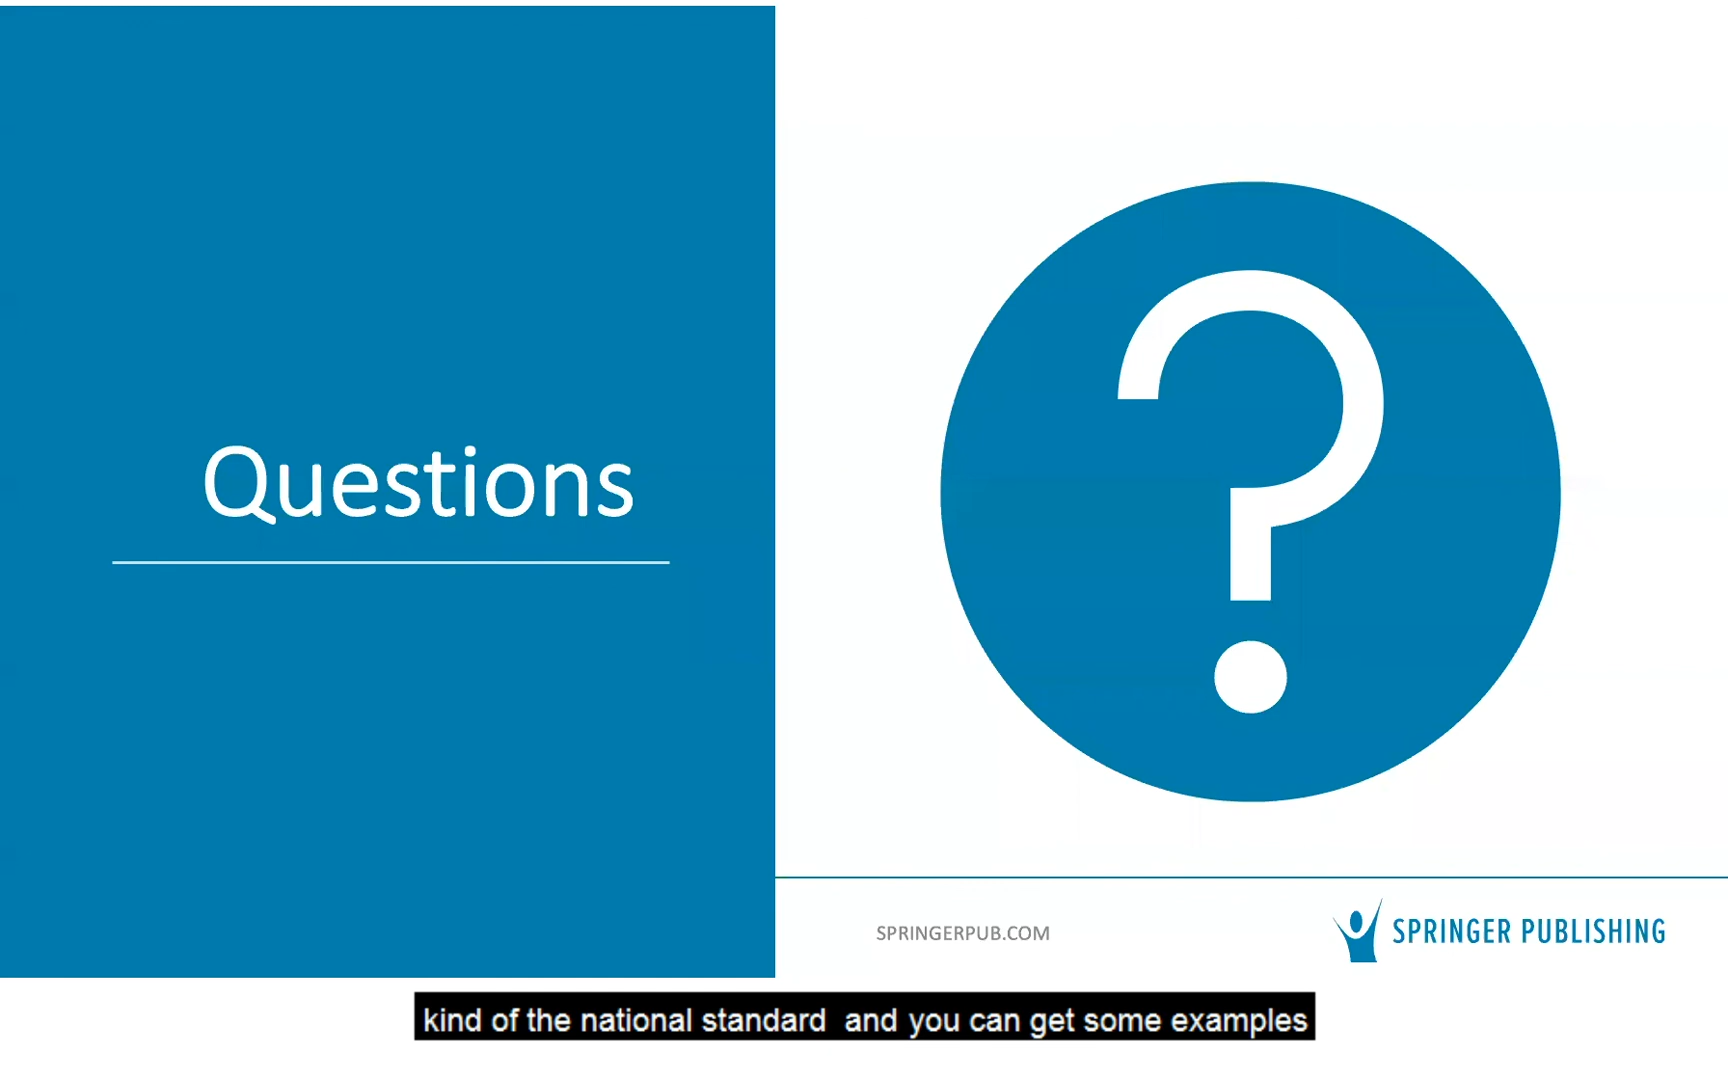 Questions
?
SPRINGERPUB.COM
SPRINGER PUBLISHING
kind of the national standard and you can get some examples